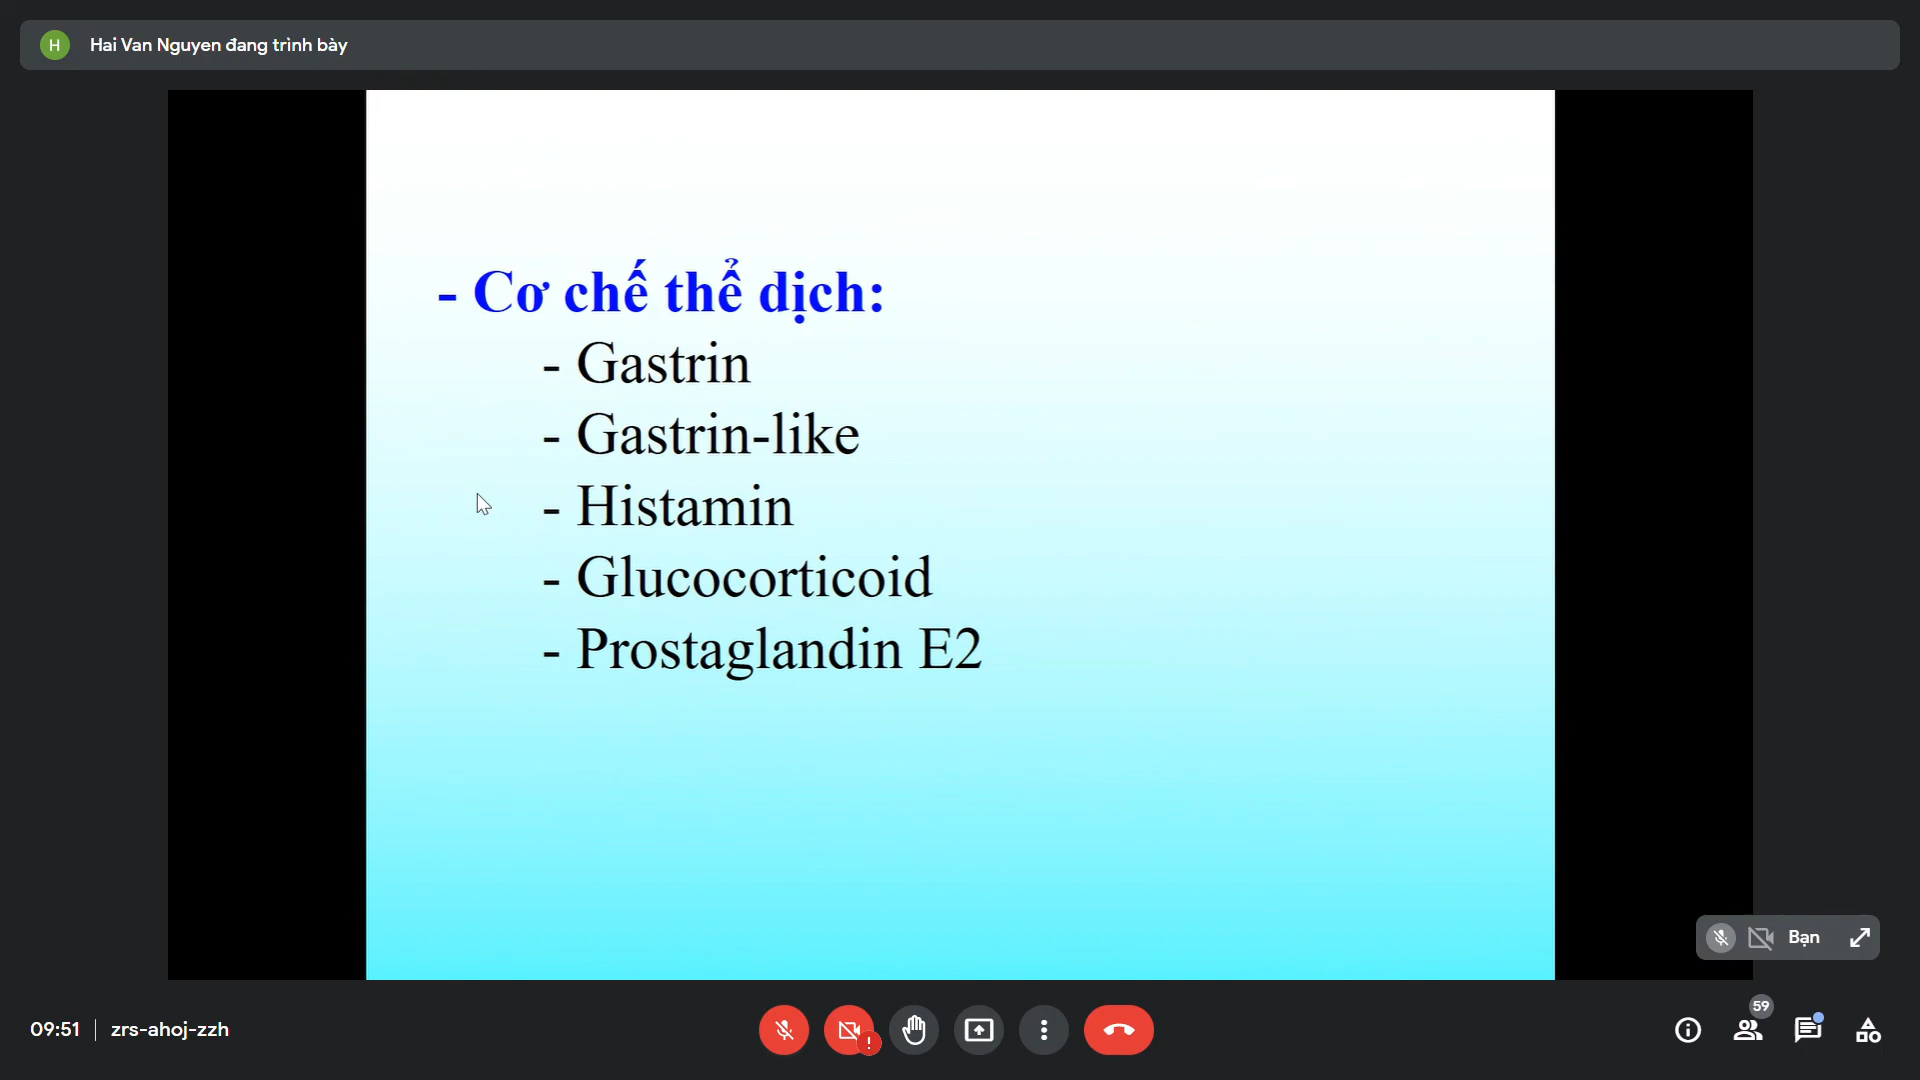 H Hai Van Nguyen đang trình bày
- Cơ chế thể dịch:
- Gastrin
- Gastrin-like
- Histamin
- Glucocorticoid
- Prostaglandin E2
Bạn
59
09:51 | zrs-ahoj-zzh